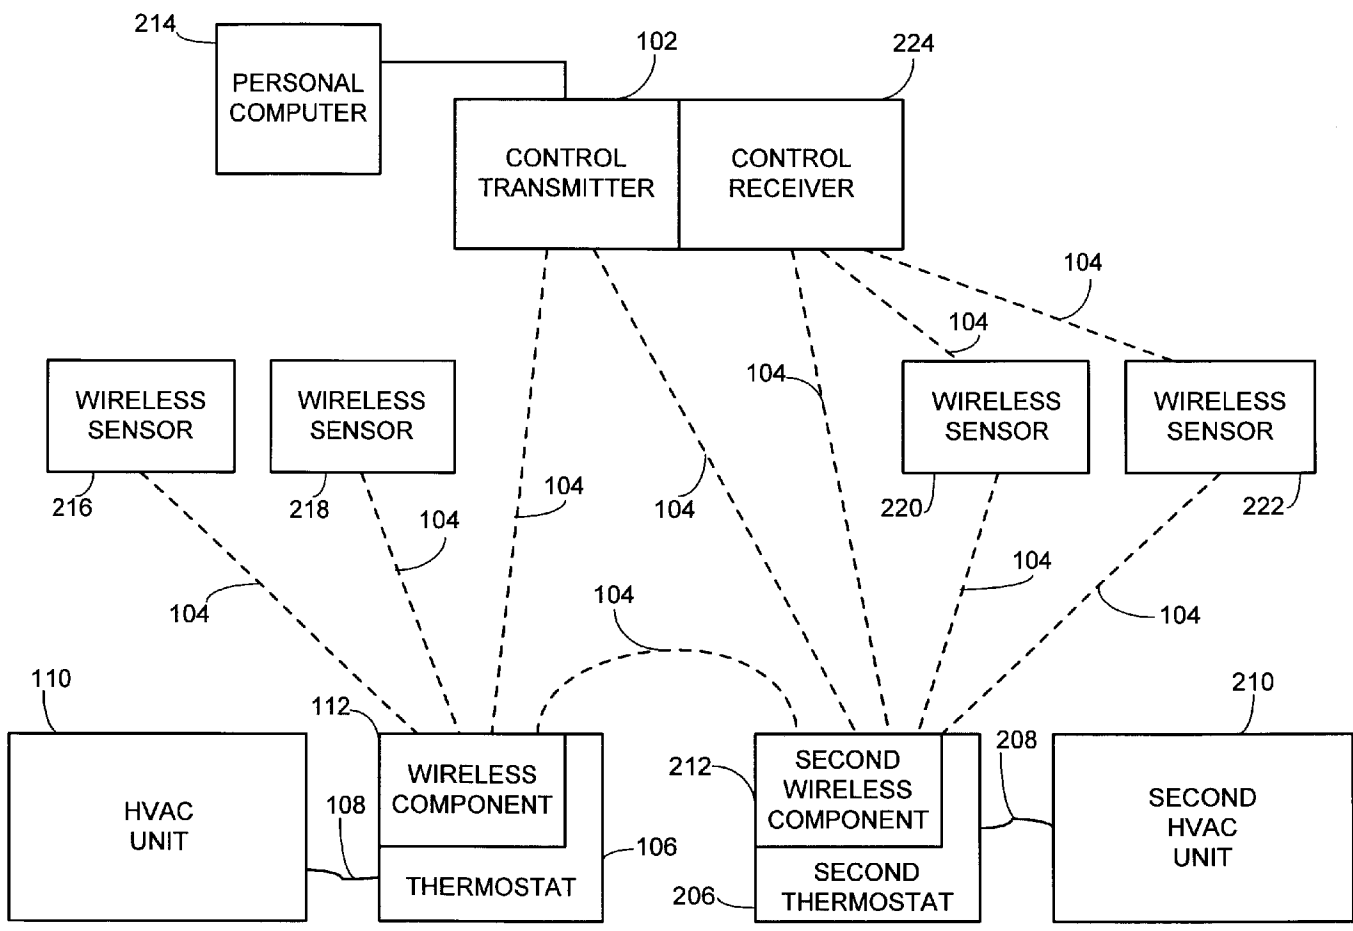 214
PERSONAL
COMPUTER
102
224
CONTROL
TRANSMITTER
CONTROL
RECEIVER
104
104
104
WIRELESS
SENSOR
216
WIRELESS
SENSOR
218
WIRELESS
SENSOR
220
WIRELESS
SENSOR
222
104
104
104
104
104
104
104
110
HVAC
UNIT
108
112
WIRELESS
COMPONENT
THERMOSTAT
106
212
SECOND
WIRELESS
COMPONENT
SECOND
THERMOSTAT
206
208
210
SECOND
HVAC
UNIT